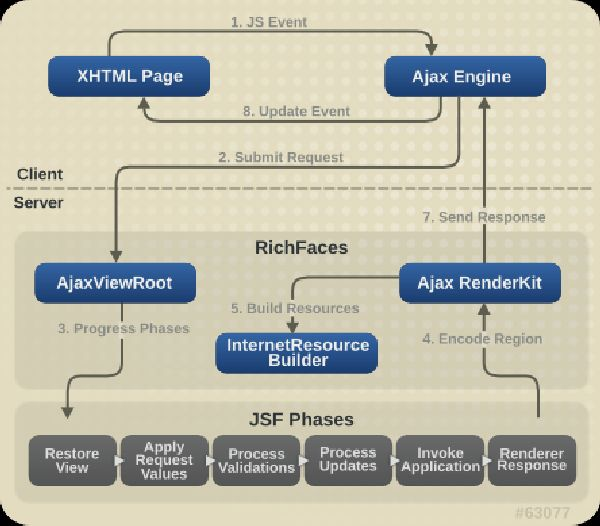 1. JS Event
XHTML Page
Ajax Engine
8. Update Event
2. Submit Request
Client
Server
7. Send Response
RichFaces
AjaxViewRoot
Ajax RenderKit
5. Build Resources
3. Progress Phases
4. Encode Region
InternetResource
Builder
JSF Phases
Restore
View
Apply
Request
Values
Process
Validations
Process
Updates
Invoke
Application
Renderer
Response
#63077